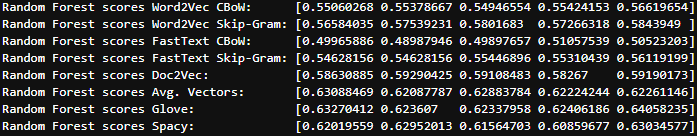 Random Forest scores Word2Vec CBoW: [0.55060268 0.55378667 0.54946554 0.55424153 0.56619654]
Random Forest scores Word2Vec Skip-Gram: [0.56584035 0.57539231 0.5801683  0.57266318 0.5843949 ]
Random Forest scores FastText CBoW: [0.49965886 0.48987946 0.49897657 0.51057539 0.50523203]
Random Forest scores FastText Skip-Gram: [0.54628156 0.54628156 0.55446896 0.55310439 0.56119199]
Random Forest scores Doc2Vec: [0.58630885 0.59290425 0.59108483 0.58267    0.59190173]
Random Forest scores Avg. Vectors: [0.63088469 0.62087787 0.62883784 0.62224244 0.62261146]
Random Forest scores Glove: [0.63270412 0.623607   0.62337958 0.62406186 0.64058235]
Random Forest scores Spacy: [0.62019559 0.62952013 0.61564703 0.60859677 0.63034577]